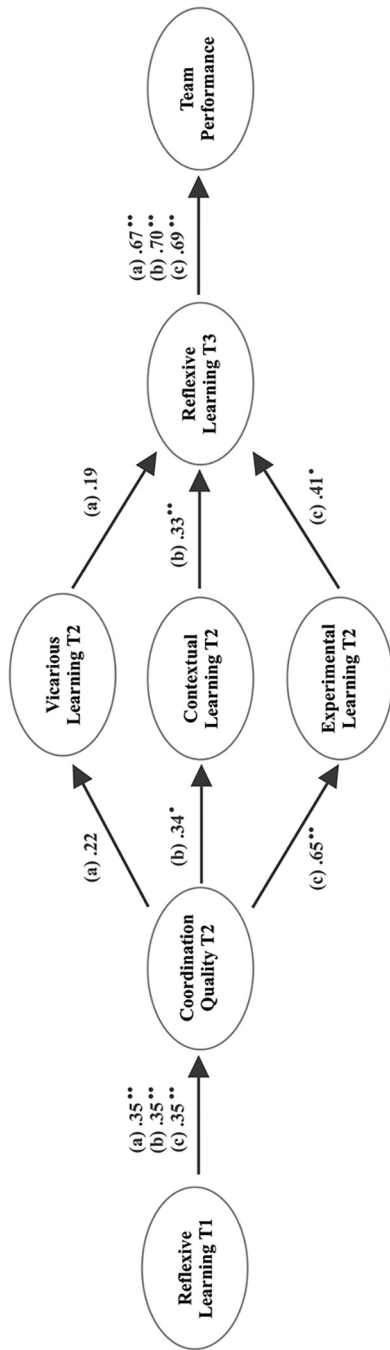 Reflexive
Learning T1
(a) .35**
(b) .35**
(c) .35**
Coordination
Quality T2
(a) .22
(b) .34*
(c) .65**
Vicarious
Learning T2
Contextual
Learning T2
Experimental
Learning T2
(a) .19
(b) .33**
(c) .41*
Reflexive
Learning T3
(a) .67**
(b) .70**
(c) .69**
Team
Performance